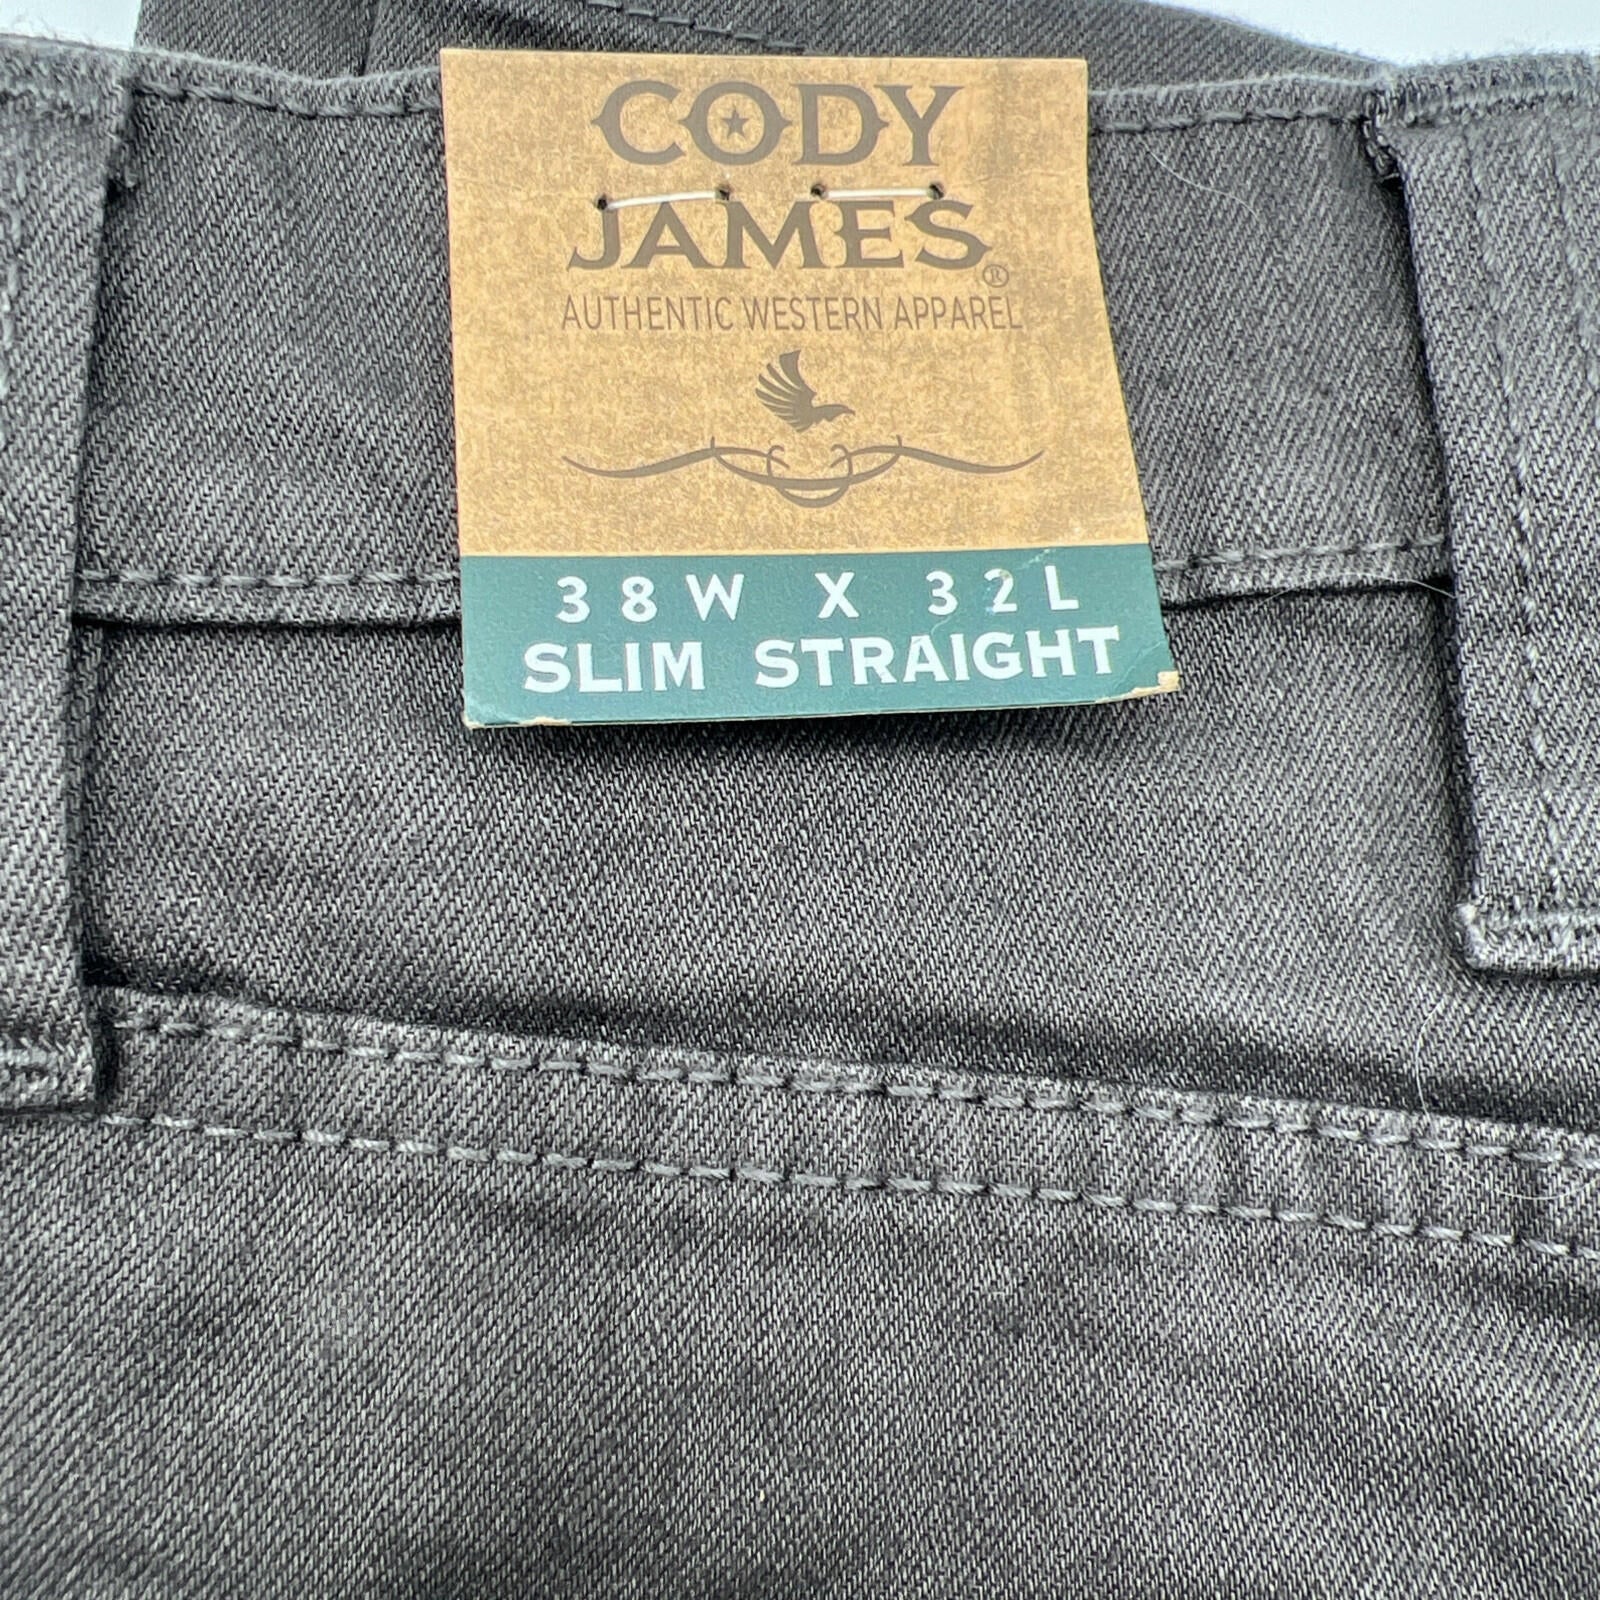 CODY
JAMES®
AUTHENTIC WESTERN APPAREL
38W X 32L
SLIM STRAIGHT